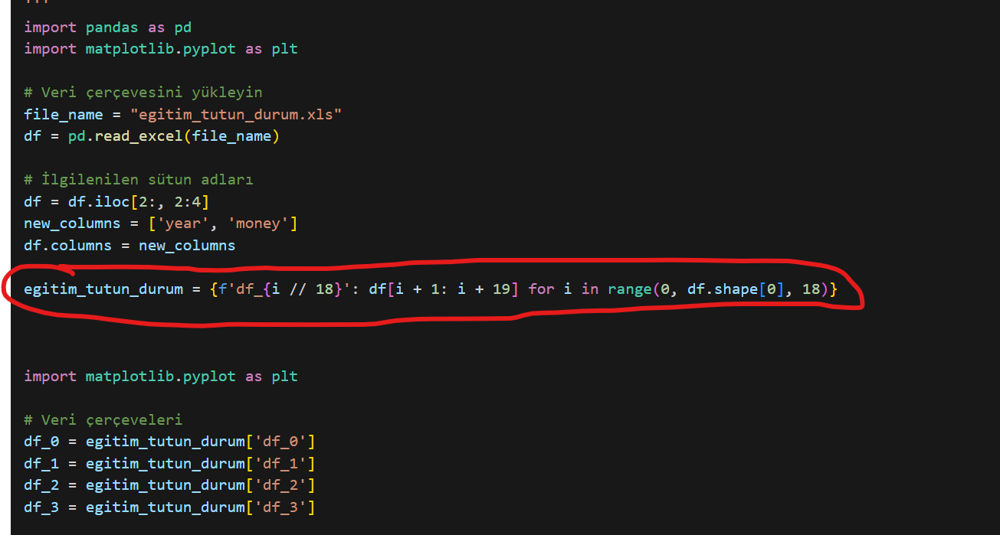 import pandas as pd
import matplotlib.pyplot as plt
# Veri çerçevesini yükleyin
file_name = "egitim_tutun_durum.xls"
df = pd.read_excel(file_name)
# İlgilenilen sütun adları
df = df.iloc[2:, 2:4]
new_columns = ['year', 'money']
df.columns = new_columns
egitim_tutun_durum = {f'df_{i // 18}': df[i + 1: i + 19] for i in range(0, df.shape[0], 18)}
import matplotlib.pyplot as plt
# Veri çerçeveleri
df_0 = egitim_tutun_durum['df_0']
df_1 = egitim_tutun_durum['df_1']
df_2 = egitim_tutun_durum['df_2']
df_3 = egitim_tutun_durum['df_3']